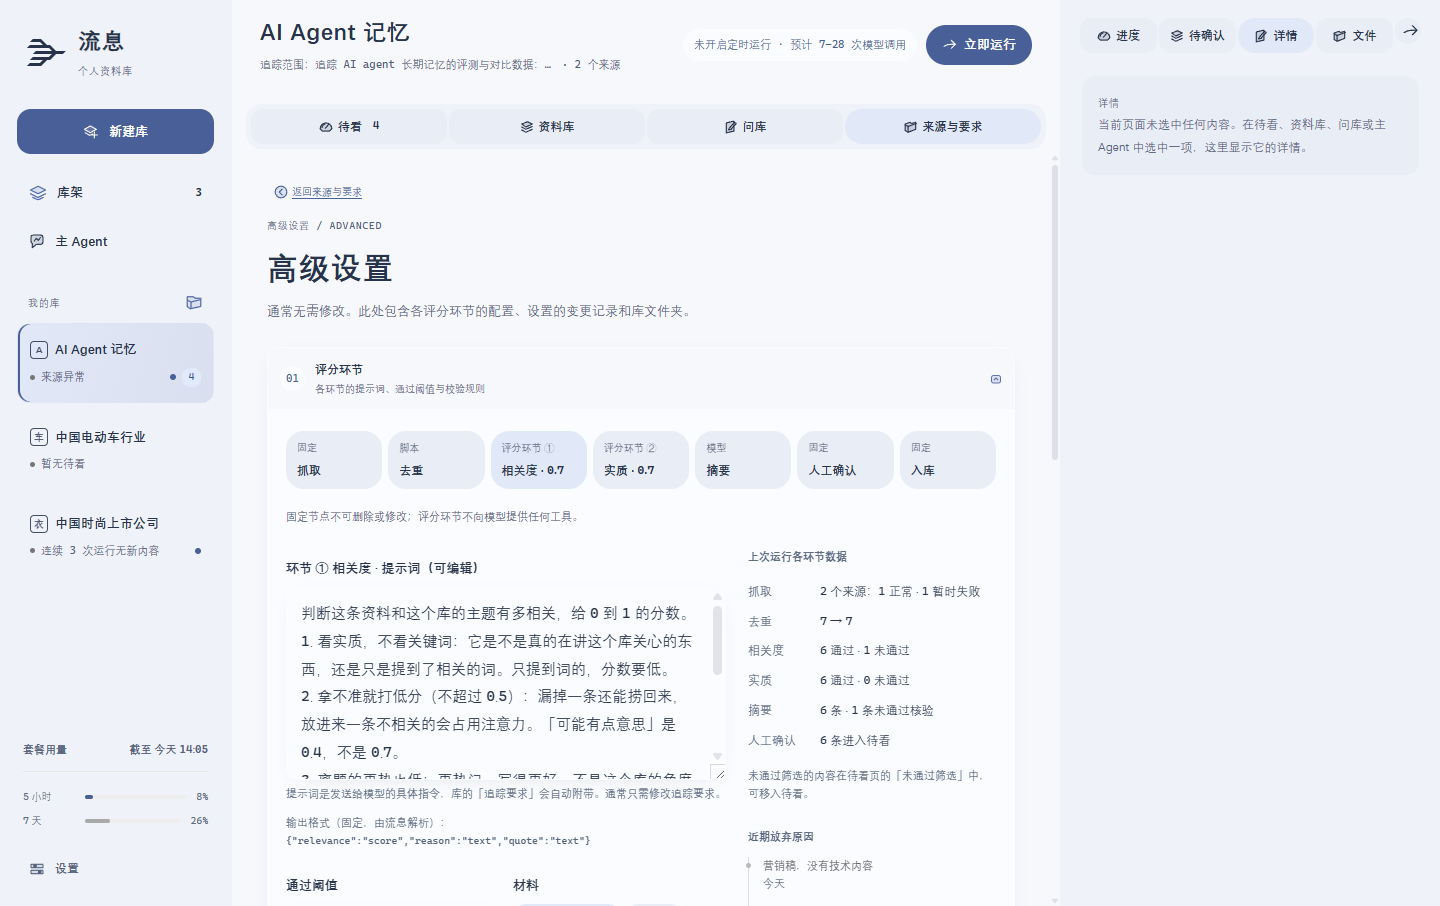 流息
个人资料库
新建库
库架 3
主 Agent
我的库
A AI Agent 记忆
来源异常 4
车 中国电动车行业
暂无待看
衣 中国时尚上市公司
连续 3 次运行无新内容
套餐用量 截至 今天 14:05
5 小时 8%
7 天 26%
设置
AI Agent 记忆
追踪范围: 追踪 AI agent 长期记忆的评测与对比数据: … · 2 个来源
未开启定时运行 · 预计 7–28 次模型调用
立即运行
待看 4
资料库
问库
来源与要求
返回来源与要求
高级设置 / ADVANCED
高级设置
通常无需修改。此处包含各评分环节的配置、设置的变更记录和库文件夹。
01 评分环节
各环节的提示词、通过阈值与校验规则
固定
抓取
脚本
去重
评分环节 ①
相关度 · 0.7
评分环节 ②
实质 · 0.7
模型
摘要
固定
人工确认
固定
入库
固定节点不可删除或修改; 评分环节不向模型提供任何工具。
环节 ① 相关度 · 提示词 (可编辑)
判断这条资料和这个库的主题有多相关, 给 0 到 1 的分数。
1. 看实质, 不看关键词: 它是不是真的在讲这个库关心的东
西, 还是只是提到了相关的词。只提到词的, 分数要低。
2. 拿不准就打低分 (不超过 0.5) : 漏掉一条还能捞回来,
放进来一条不相关的会占用注意力。「可能有点意思」是
0.4, 不是 0.7。
3. 离题的再热也低: 再热门、写得再好, 不是这个库的角度
提示词是发送给模型的具体指令, 库的「追踪要求」会自动附带。通常只需修改追踪要求。
输出格式 (固定, 由流息解析) :
{"relevance":"score","reason":"text","quote":"text"}
通过阈值
材料
上次运行各环节数据
抓取 2 个来源: 1 正常 · 1 暂时失败
去重 7 → 7
相关度 6 通过 · 1 未通过
实质 6 通过 · 0 未通过
摘要 6 条 · 1 条未通过核验
人工确认 6 条进入待看
未通过筛选的内容在待看页的「未通过筛选」中,
可移入待看。
近期放弃原因
营销稿, 没有技术内容
今天
进度
待确认
详情
文件
详情
当前页面未选中任何内容。在待看、资料库、问库或主
Agent 中选中一项, 这里显示它的详情。